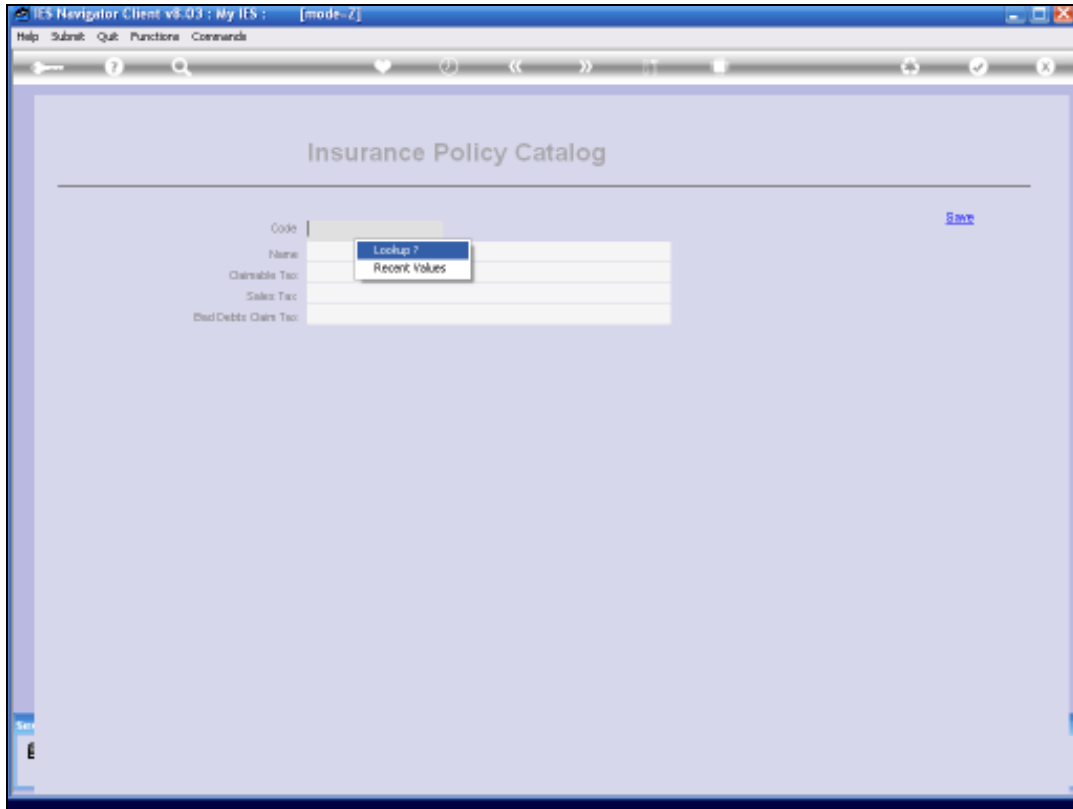 IES Navigator Client v8.03 : My IES : [mode=Z]
Help Submit Quit Functions Commands
Insurance Policy Catalog
Save
Code
Lookup ?
Name
Recent Values
Claimable Tax:
Sales Tax:
Bad Debts Claim Tax: